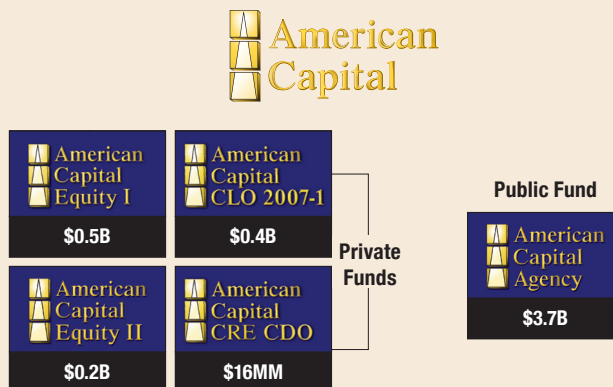 American
Capital
American
Capital
Equity I
$0.5B
American
Capital
CLO 2007-1
$0.4B
American
Capital
Equity II
$0.2B
American
Capital
CRE CDO
$16MM
Private
Funds
Public Fund
American
Capital
Agency
$3.7B